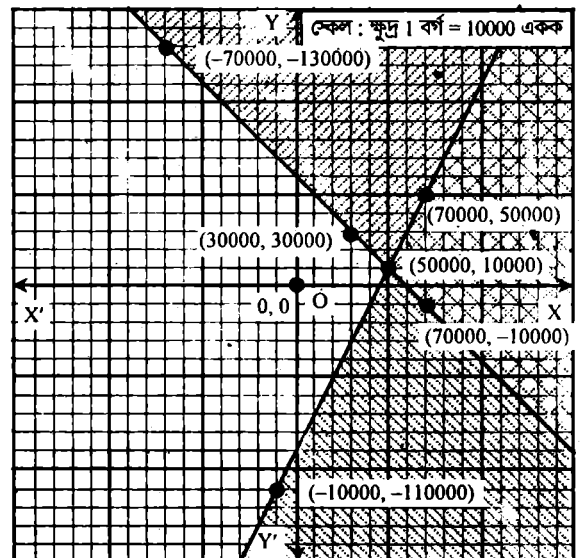 Y
স্কেল : ক্ষুদ্র 1 বর্গ = 10000 একক
(−70000, −130000)
(70000, 50000)
(30000, 30000)
(50000, 10000)
X′
0, 0
O
X
(70000, −10000)
(−10000, −110000)
Y′